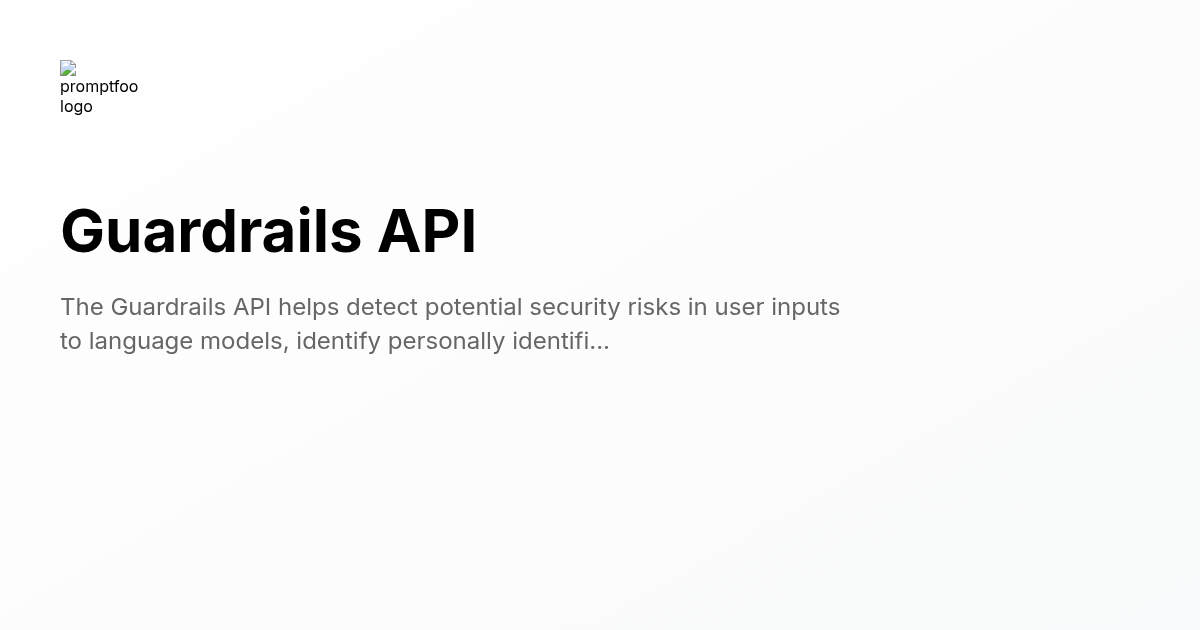 promptfoo
logo
Guardrails API
The Guardrails API helps detect potential security risks in user inputs
to language models, identify personally identifi...